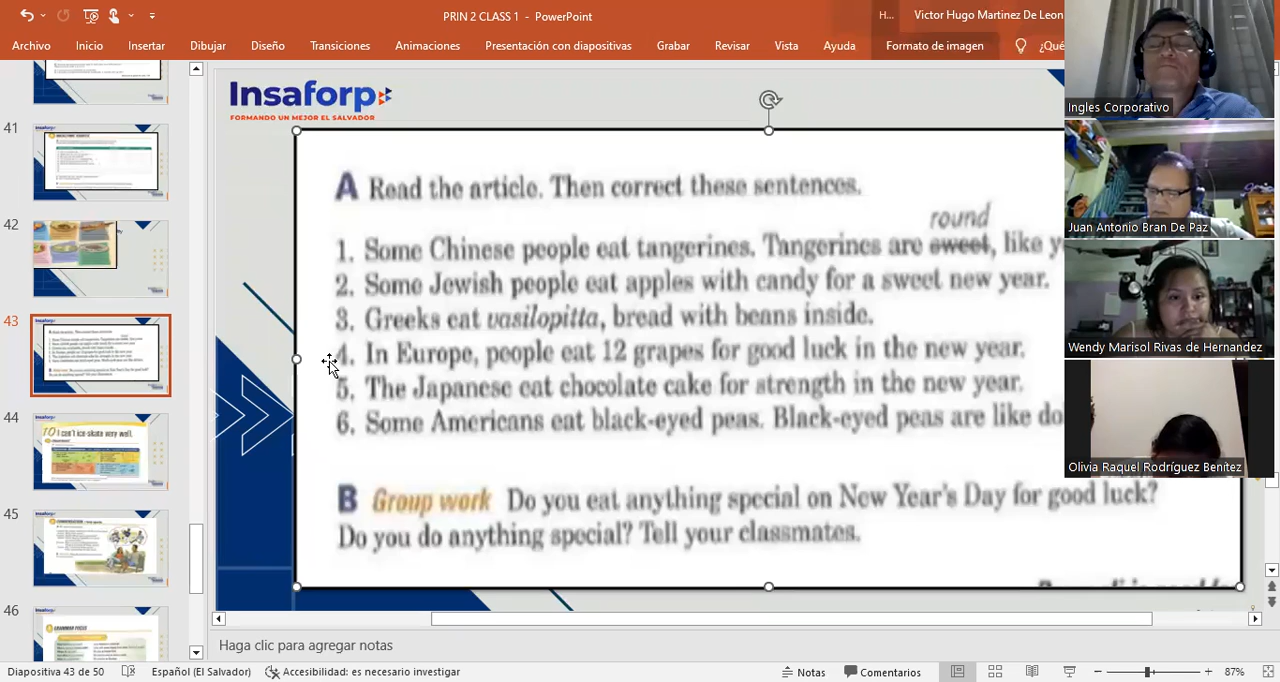 PRIN 2 CLASS 1 - PowerPoint
H...
Victor Hugo Martinez De Leon
Archivo Inicio Insertar Dibujar Diseño Transiciones Animaciones Presentación con diapositivas Grabar Revisar Vista Ayuda Formato de imagen ¿Qué
Insaforp
FORMANDO UN MEJOR EL SALVADOR
A Read the article. Then correct these sentences.
round
1. Some Chinese people eat tangerines. Tangerines are sweet, like y
2. Some Jewish people eat apples with candy for a sweet new year.
3. Greeks eat vasilopitta, bread with beans inside.
4. In Europe, people eat 12 grapes for good luck in the new year.
5. The Japanese eat chocolate cake for strength in the new year.
6. Some Americans eat black-eyed peas. Black-eyed peas are like do
B Group work Do you eat anything special on New Year's Day for good luck?
Do you do anything special? Tell your classmates.
Ingles Corporativo
Juan Antonio Bran De Paz
Wendy Marisol Rivas de Hernandez
Olivia Raquel Rodríguez Benítez
41
42
43
44
10 I can't ice-skate very well.
45
46
Haga clic para agregar notas
Diapositiva 43 de 50
Español (El Salvador)
Accesibilidad: es necesario investigar
Notas
Comentarios
87%